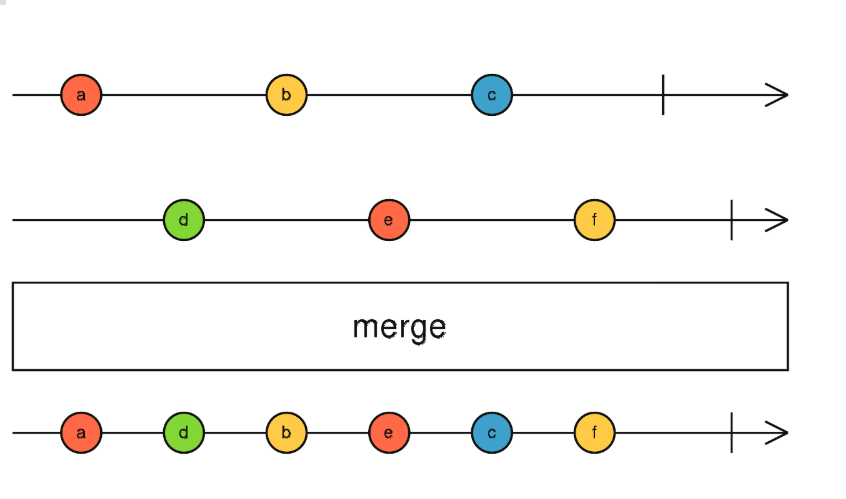 a b c
d e f
merge
a d b e c f